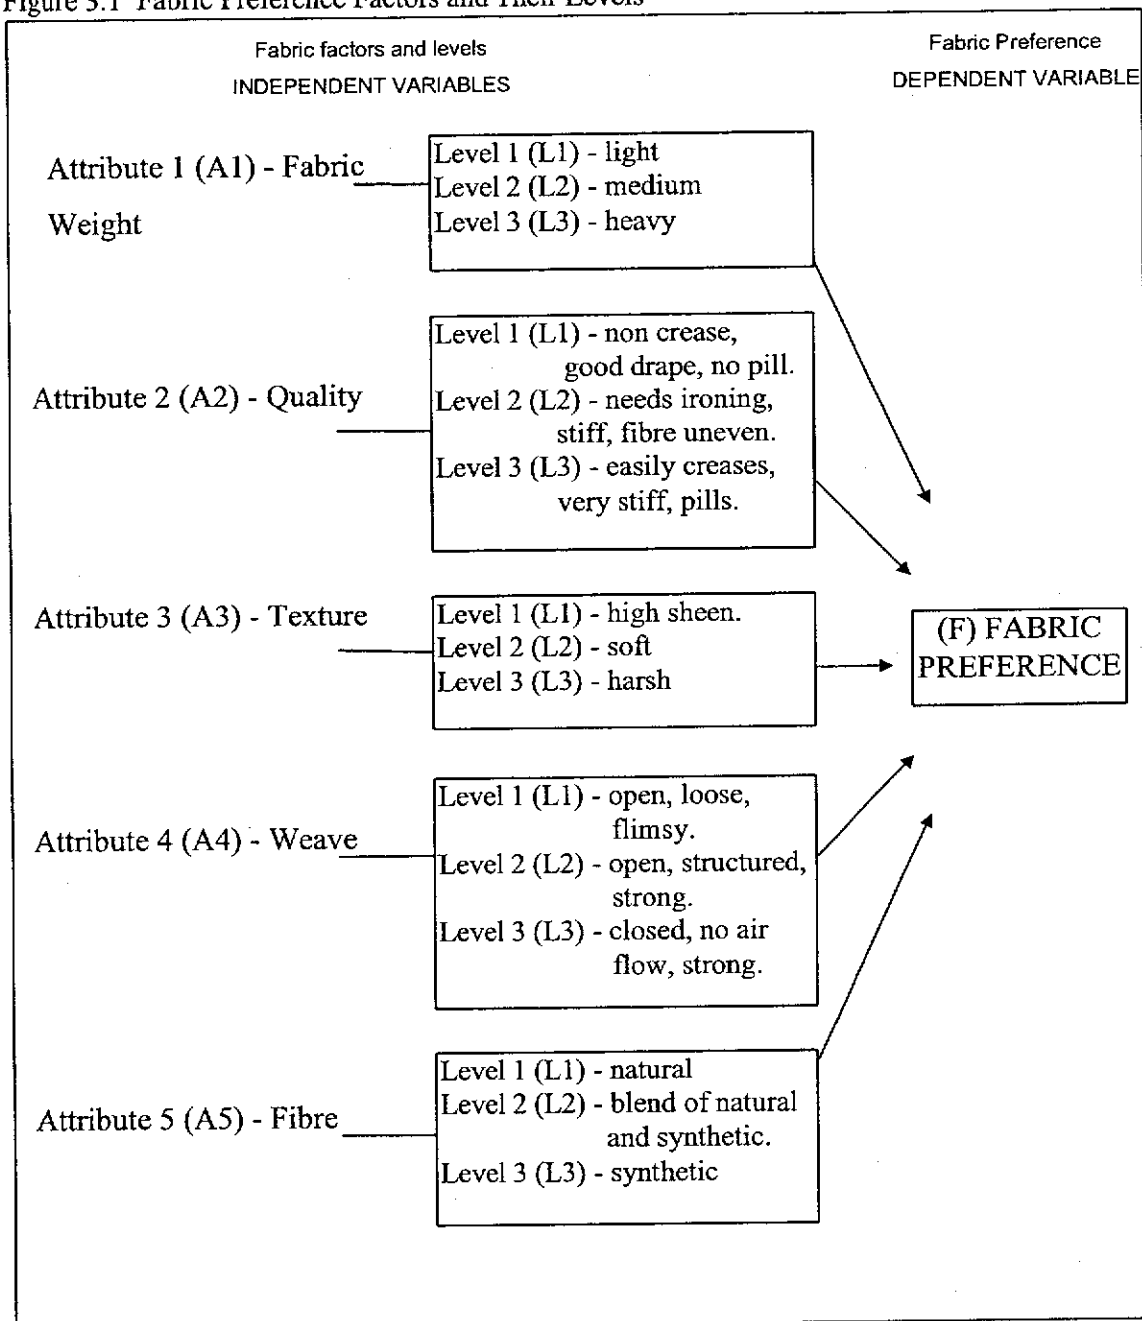 Figure 3.1 Fabric Preference Factors and Their Levels
Fabric factors and levels
INDEPENDENT VARIABLES
Fabric Preference
DEPENDENT VARIABLE
Attribute 1 (A1) - Fabric
Weight
Level 1 (L1) - light
Level 2 (L2) - medium
Level 3 (L3) - heavy
Attribute 2 (A2) - Quality
Level 1 (L1) - non crease,
good drape, no pill.
Level 2 (L2) - needs ironing,
stiff, fibre uneven.
Level 3 (L3) - easily creases,
very stiff, pills.
Attribute 3 (A3) - Texture
Level 1 (L1) - high sheen.
Level 2 (L2) - soft
Level 3 (L3) - harsh
(F) FABRIC
PREFERENCE
Attribute 4 (A4) - Weave
Level 1 (L1) - open, loose,
flimsy.
Level 2 (L2) - open, structured,
strong.
Level 3 (L3) - closed, no air
flow, strong.
Attribute 5 (A5) - Fibre
Level 1 (L1) - natural
Level 2 (L2) - blend of natural
and synthetic.
Level 3 (L3) - synthetic